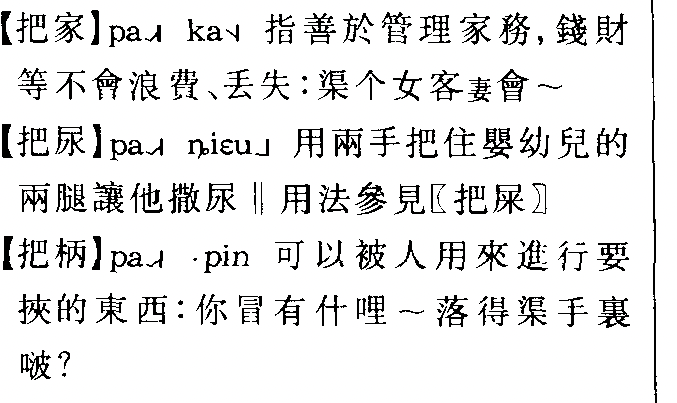 【把家】pa˨˩˧ ka˦˨ 指善於管理家務，錢財
等不會浪費、丟失：渠个女客妻會～
【把尿】pa˨˩˧ ȵiɛu˩ 用兩手把住嬰幼兒的
兩腿讓他撒尿‖用法參見〖把屎〗
【把柄】pa˨˩˧ ·pin 可以被人用來進行要
挾的東西：你冒有什哩～落得渠手裏
啵？